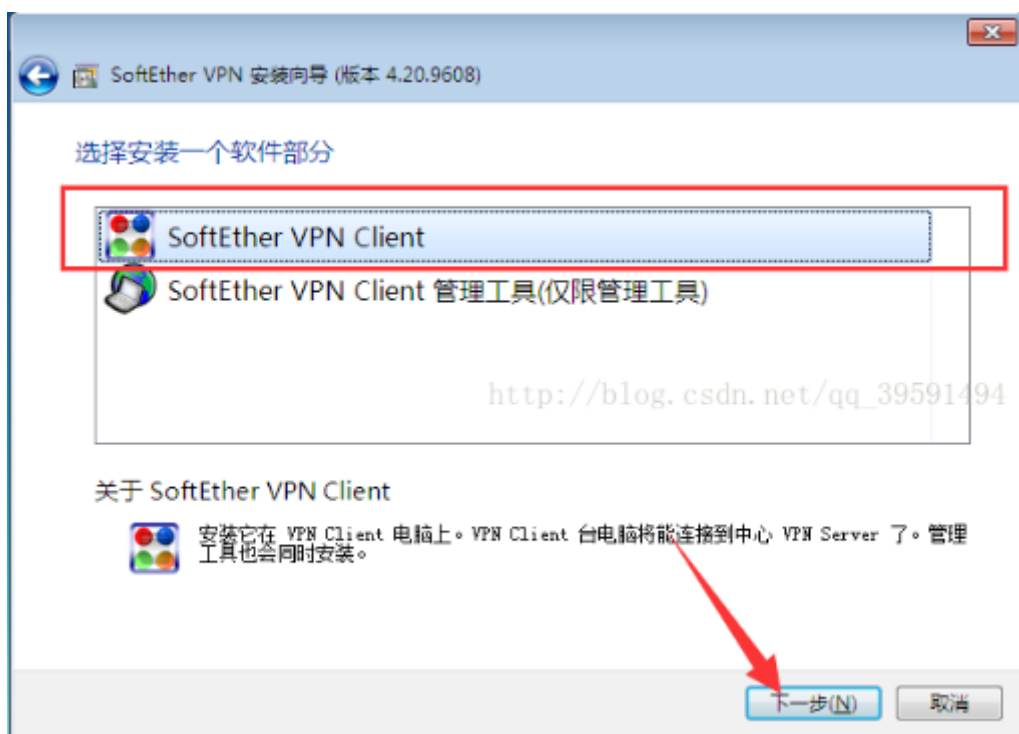 SoftEther VPN 安装向导 (版本 4.20.9608)
选择安装一个软件部分
SoftEther VPN Client
SoftEther VPN Client 管理工具(仅限管理工具)
http://blog.csdn.net/qq_39591494
关于 SoftEther VPN Client
安装它在 VPN Client 电脑上。VPN Client 台电脑将能连接到中心 VPN Server 了。管理
工具也会同时安装。
下一步(N) 取消